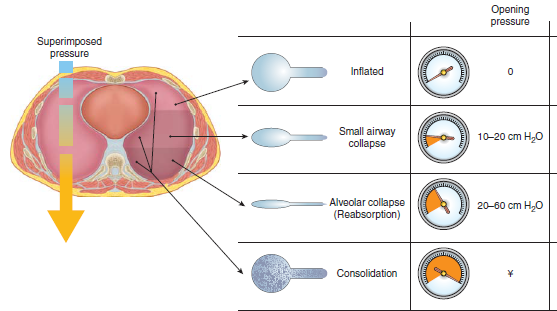 Opening
pressure
Superimposed
pressure
Inflated
0
Small airway
collapse
10–20 cm H₂O
Alveolar collapse
(Reabsorption)
20–60 cm H₂O
Consolidation
¥